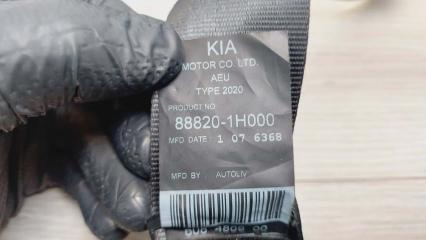 KIA
MOTOR CO. LTD.
AEU
TYPE 2020
PRODUCT NO
88820-1H000
MFD DATE : 1 07 6368
MFD BY : AUTOLIV